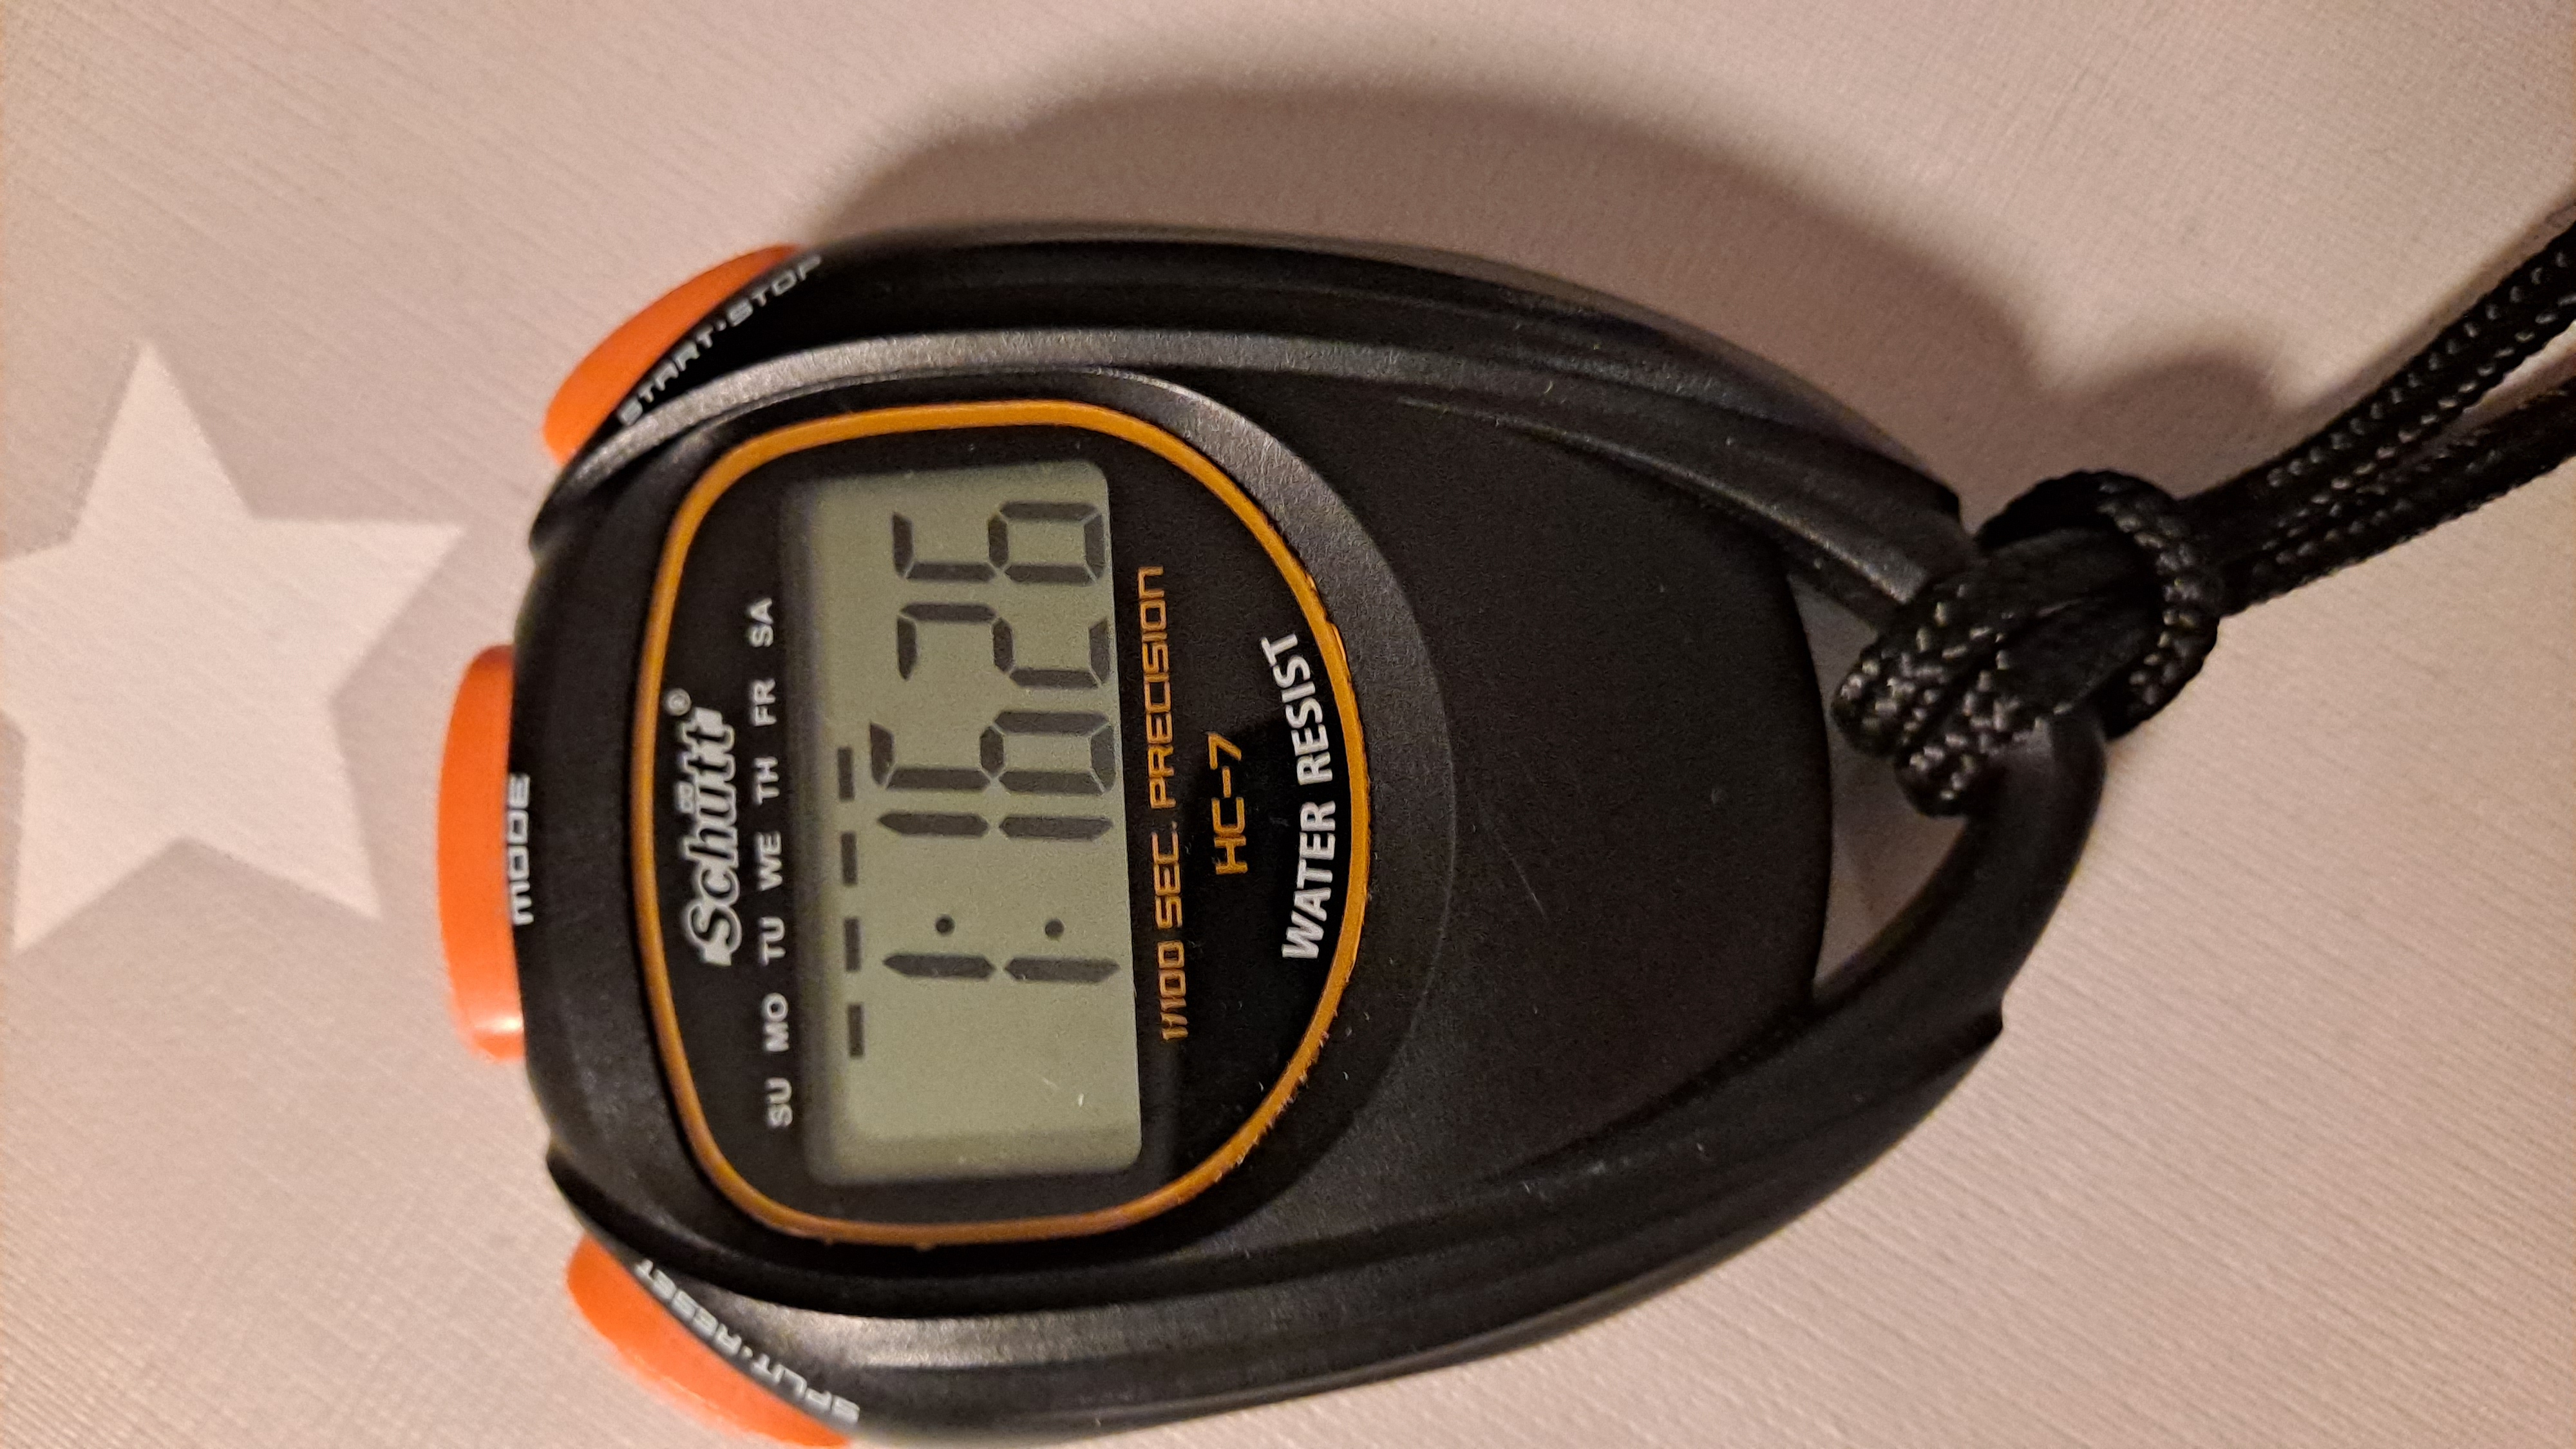 MODE
SPLIT·RESET
START·STOP
Schütt®
SU MO TU WE TH FR SA
1:16 26
1/100 SEC. PRECISION
HC-7
WATER RESIST